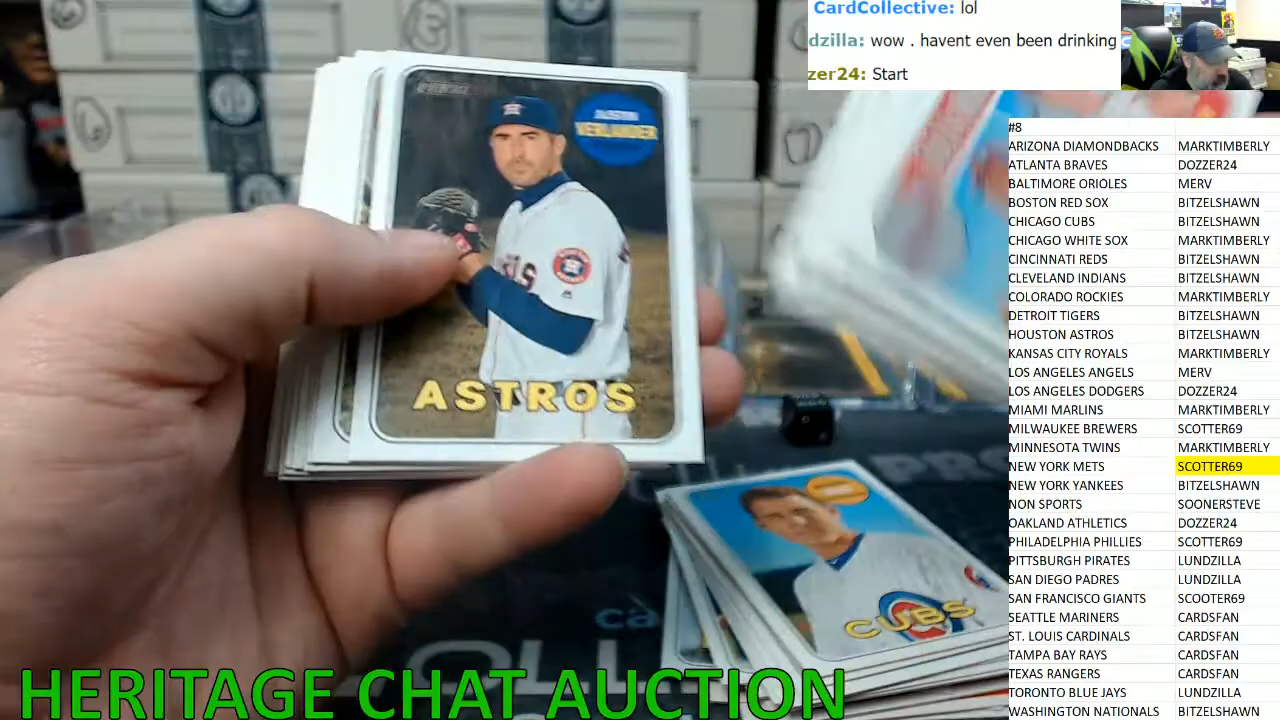 CardCollective: lol
dzilla: wow . havent even been drinking
zer24: Start
HERITAGE
JUSTIN
VERLANDER
ASTROS
CUBS
#8
ARIZONA DIAMONDBACKS MARKTIMBERLY
ATLANTA BRAVES DOZZER24
BALTIMORE ORIOLES MERV
BOSTON RED SOX BITZELSHAWN
CHICAGO CUBS BITZELSHAWN
CHICAGO WHITE SOX MARKTIMBERLY
CINCINNATI REDS BITZELSHAWN
CLEVELAND INDIANS BITZELSHAWN
COLORADO ROCKIES MARKTIMBERLY
DETROIT TIGERS BITZELSHAWN
HOUSTON ASTROS BITZELSHAWN
KANSAS CITY ROYALS MARKTIMBERLY
LOS ANGELES ANGELS MERV
LOS ANGELES DODGERS DOZZER24
MIAMI MARLINS MARKTIMBERLY
MILWAUKEE BREWERS SCOTTER69
MINNESOTA TWINS MARKTIMBERLY
NEW YORK METS SCOTTER69
NEW YORK YANKEES BITZELSHAWN
NON SPORTS SOONERSTEVE
OAKLAND ATHLETICS DOZZER24
PHILADELPHIA PHILLIES SCOTTER69
PITTSBURGH PIRATES LUNDZILLA
SAN DIEGO PADRES LUNDZILLA
SAN FRANCISCO GIANTS SCOOTER69
SEATTLE MARINERS CARDSFAN
ST. LOUIS CARDINALS CARDSFAN
TAMPA BAY RAYS CARDSFAN
TEXAS RANGERS CARDSFAN
TORONTO BLUE JAYS LUNDZILLA
WASHINGTON NATIONALS BITZELSHAWN
HERITAGE CHAT AUCTION